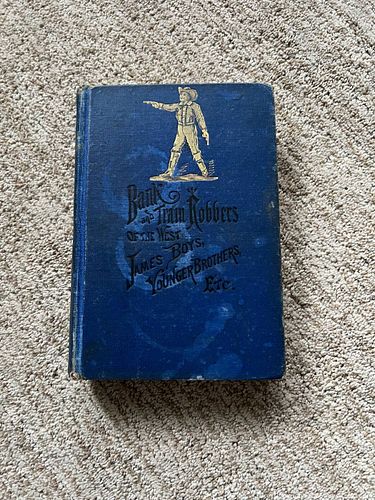 Bank
and Train Robbers
OF THE WEST.
JAMES BOYS,
YOUNGER BROTHERS,
ETC.